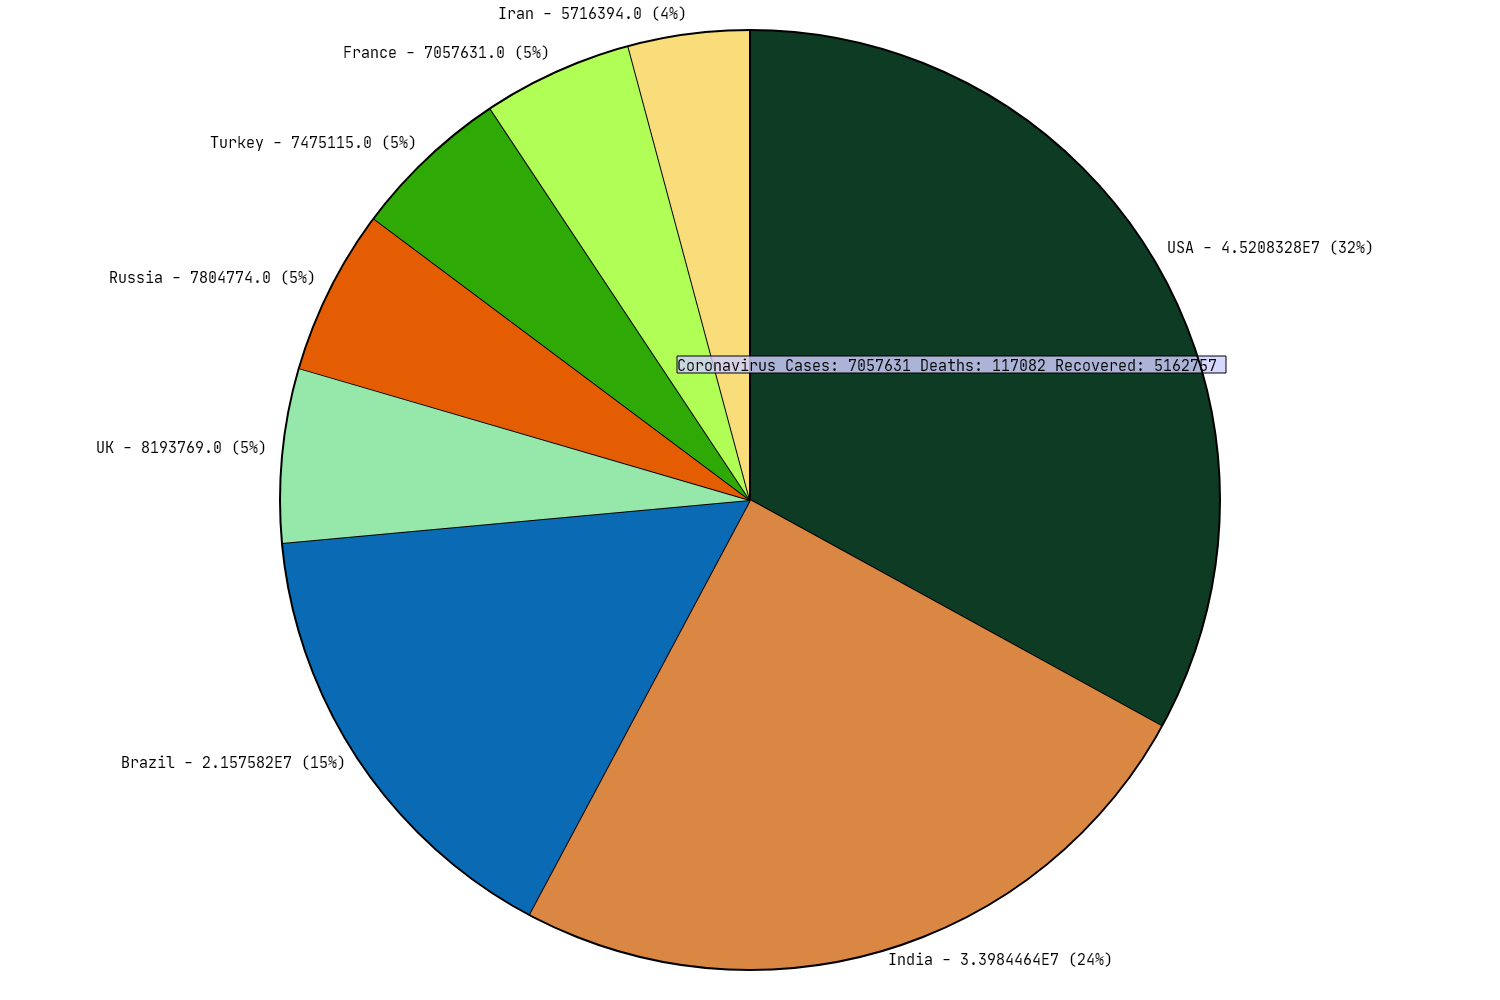 Iran - 5716394.0 (4%)
France - 7057631.0 (5%)
Turkey - 7475115.0 (5%)
USA - 4.5208328E7 (32%)
Russia - 7804774.0 (5%)
Coronavirus Cases: 7057631 Deaths: 117082 Recovered: 5162757
UK - 8193769.0 (5%)
Brazil - 2.157582E7 (15%)
India - 3.3984464E7 (24%)